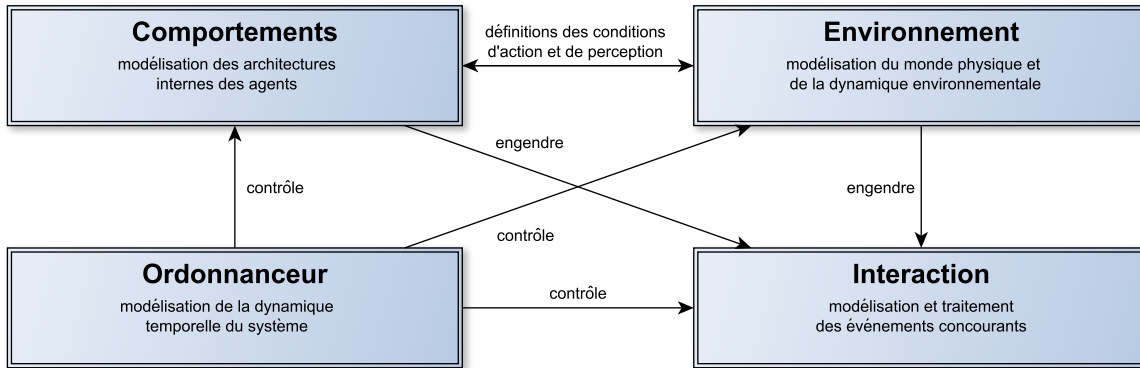 Comportements
modélisation des architectures
internes des agents
définitions des conditions
d'action et de perception
Environnement
modélisation du monde physique et
de la dynamique environnementale
engendre
contrôle
engendre
contrôle
Ordonnanceur
modélisation de la dynamique
temporelle du système
contrôle
Interaction
modélisation et traitement
des événements concourants